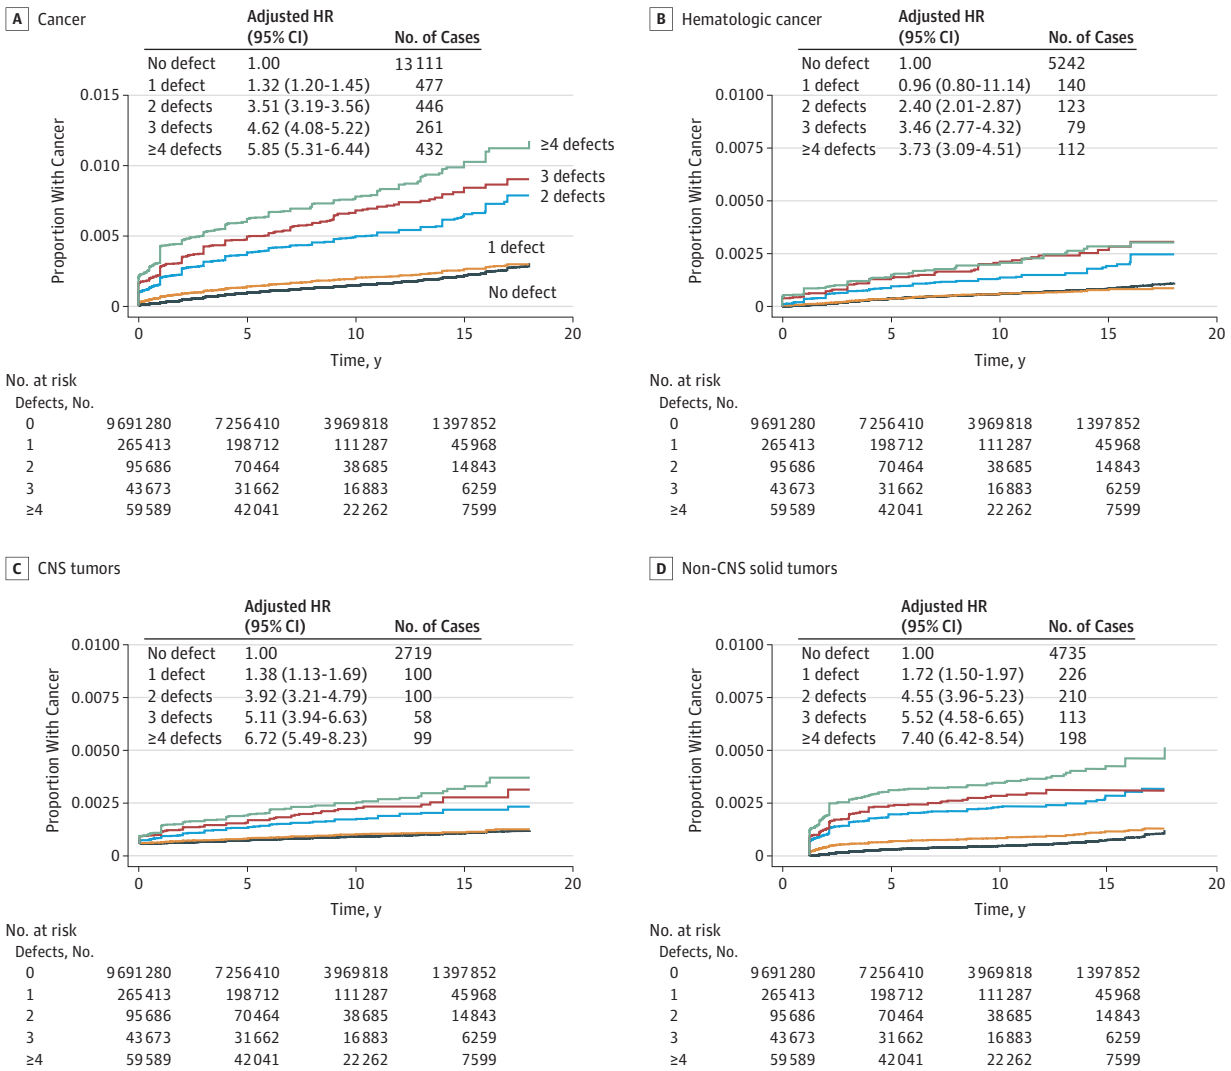 A Cancer
Adjusted HR
(95% CI) No. of Cases
No defect 1.00 13 111
1 defect 1.32 (1.20-1.45) 477
2 defects 3.51 (3.19-3.56) 446
3 defects 4.62 (4.08-5.22) 261
≥4 defects 5.85 (5.31-6.44) 432
0.015
0.010
0.005
0
Proportion With Cancer
≥4 defects
3 defects
2 defects
1 defect
No defect
0 5 10 15 20
Time, y
No. at risk
Defects, No.
0 9 691 280 7 256 410 3 969 818 1 397 852
1 265 413 198 712 111 287 45 968
2 95 686 70 464 38 685 14 843
3 43 673 31 662 16 883 6259
≥4 59 589 42 041 22 262 7599
B Hematologic cancer
Adjusted HR
(95% CI) No. of Cases
No defect 1.00 5242
1 defect 0.96 (0.80-11.14) 140
2 defects 2.40 (2.01-2.87) 123
3 defects 3.46 (2.77-4.32) 79
≥4 defects 3.73 (3.09-4.51) 112
0.0100
0.0075
0.0050
0.0025
0
Proportion With Cancer
0 5 10 15 20
Time, y
No. at risk
Defects, No.
0 9 691 280 7 256 410 3 969 818 1 397 852
1 265 413 198 712 111 287 45 968
2 95 686 70 464 38 685 14 843
3 43 673 31 662 16 883 6259
≥4 59 589 42 041 22 262 7599
C CNS tumors
Adjusted HR
(95% CI) No. of Cases
No defect 1.00 2719
1 defect 1.38 (1.13-1.69) 100
2 defects 3.92 (3.21-4.79) 100
3 defects 5.11 (3.94-6.63) 58
≥4 defects 6.72 (5.49-8.23) 99
0.0100
0.0075
0.0050
0.0025
0
Proportion With Cancer
0 5 10 15 20
Time, y
No. at risk
Defects, No.
0 9 691 280 7 256 410 3 969 818 1 397 852
1 265 413 198 712 111 287 45 968
2 95 686 70 464 38 685 14 843
3 43 673 31 662 16 883 6259
≥4 59 589 42 041 22 262 7599
D Non-CNS solid tumors
Adjusted HR
(95% CI) No. of Cases
No defect 1.00 4735
1 defect 1.72 (1.50-1.97) 226
2 defects 4.55 (3.96-5.23) 210
3 defects 5.52 (4.58-6.65) 113
≥4 defects 7.40 (6.42-8.54) 198
0.0100
0.0075
0.0050
0.0025
0
Proportion With Cancer
0 5 10 15 20
Time, y
No. at risk
Defects, No.
0 9 691 280 7 256 410 3 969 818 1 397 852
1 265 413 198 712 111 287 45 968
2 95 686 70 464 38 685 14 843
3 43 673 31 662 16 883 6259
≥4 59 589 42 041 22 262 7599